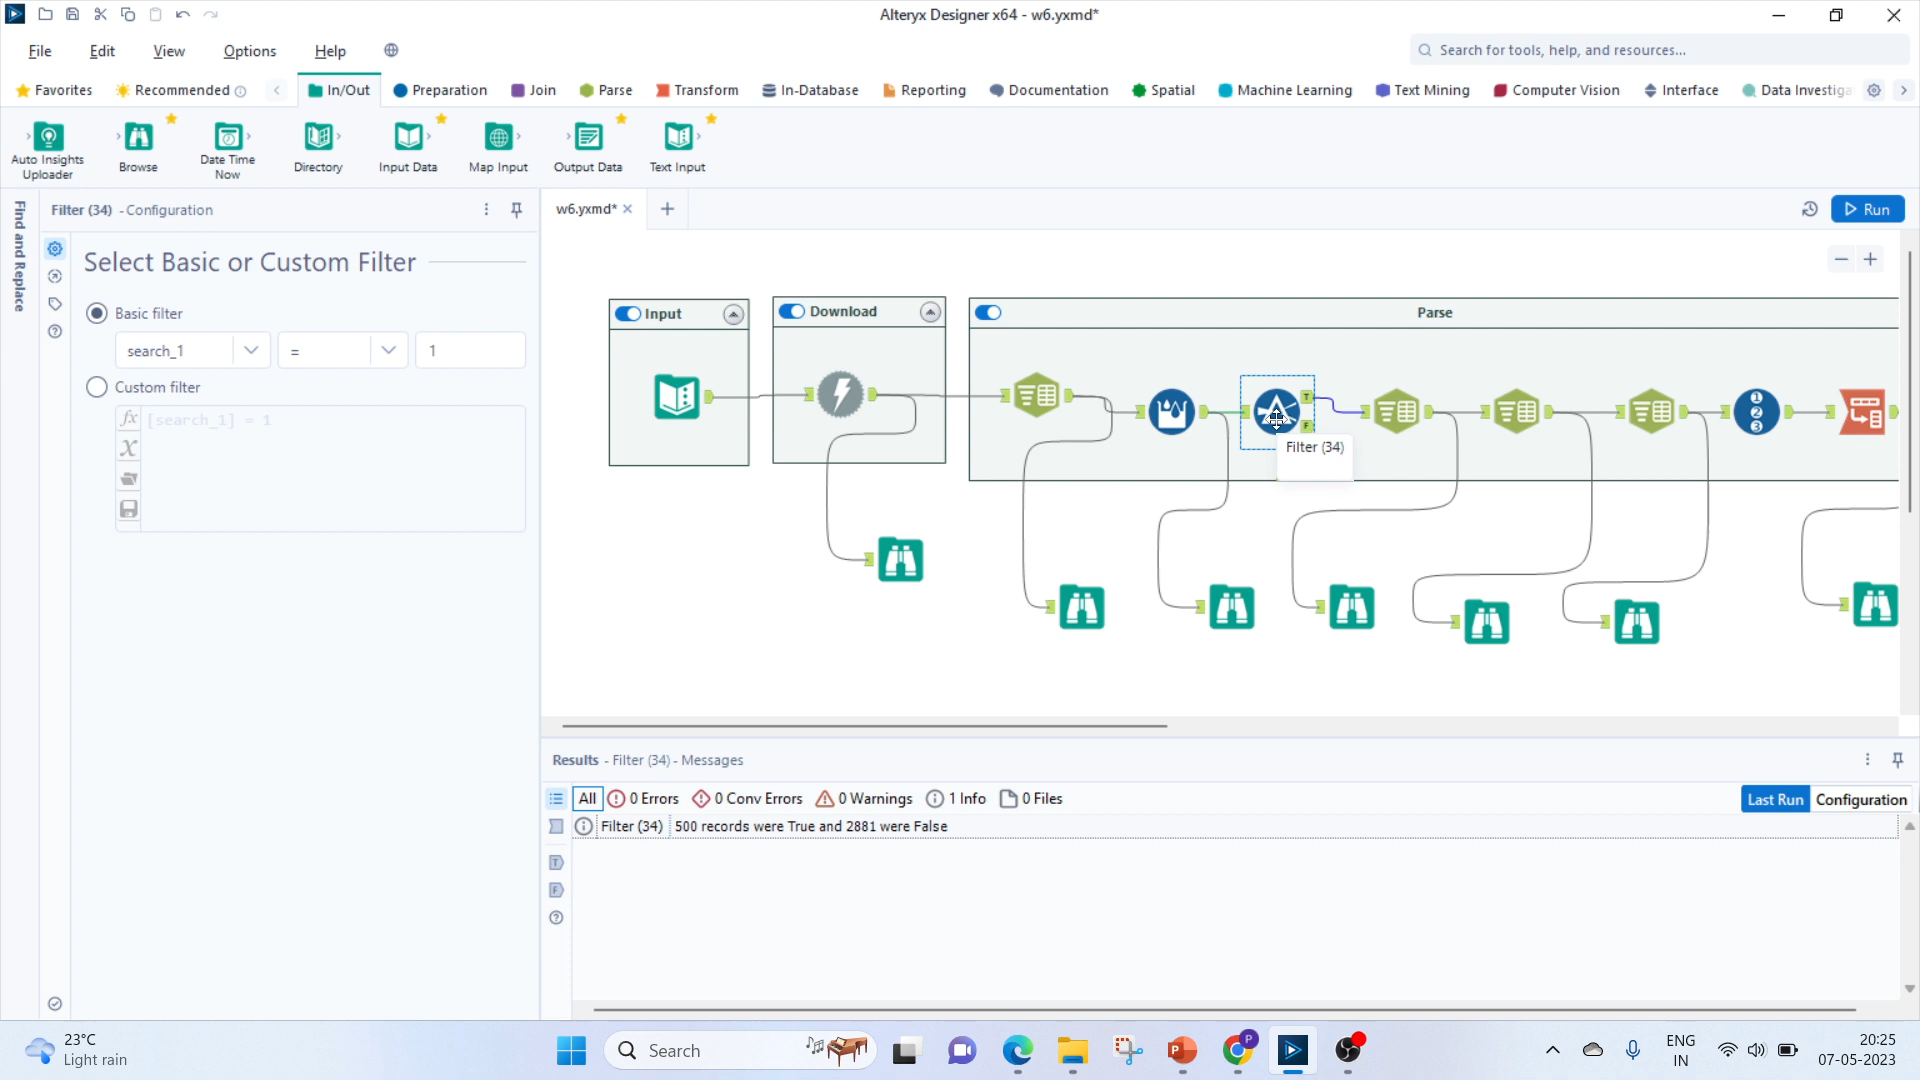 Alteryx Designer x64 - w6.yxmd*
File Edit View Options Help
Search for tools, help, and resources...
Favorites Recommended In/Out Preparation Join Parse Transform In-Database Reporting Documentation Spatial Machine Learning Text Mining Computer Vision Interface Data Investiga
Auto Insights Uploader
Browse
Date Time Now
Directory
Input Data
Map Input
Output Data
Text Input
Find and Replace
Filter (34) - Configuration
w6.yxmd*
Run
Select Basic or Custom Filter
Basic filter
search_1 = 1
Custom filter
fx [search_1] = 1
X
Input
Download
Parse
T
F
1
2
3
Filter (34)
Results - Filter (34) - Messages
All 0 Errors 0 Conv Errors 0 Warnings 1 Info 0 Files
Last Run Configuration
Filter (34) 500 records were True and 2881 were False
T
F
23°C
Light rain
Search
P
ENG
IN
20:25
07-05-2023